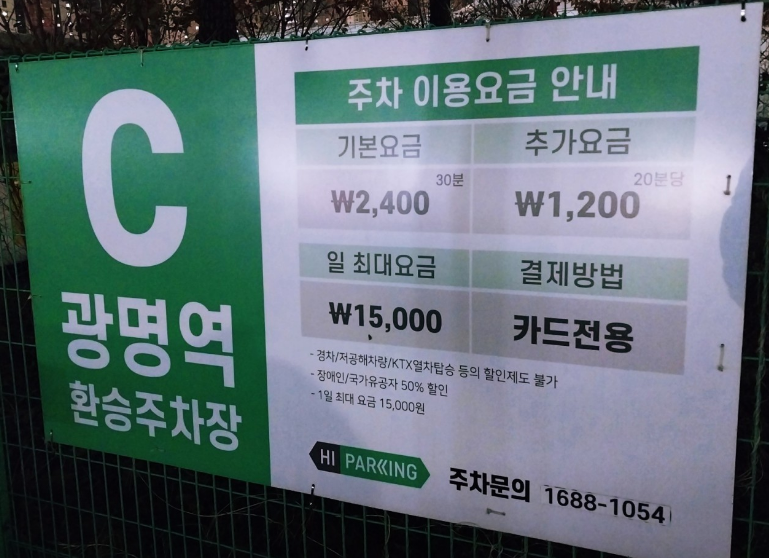 C
광명역
환승주차장
주차 이용요금 안내
기본요금
추가요금
30분
₩2,400
20분당
₩1,200
일 최대요금
결제방법
₩15,000
카드전용
- 경차/저공해차량/KTX열차탑승 등의 할인제도 불가
- 장애인/국가유공자 50% 할인
- 1일 최대 요금 15,000원
HI PARKING
주차문의 1688-1054